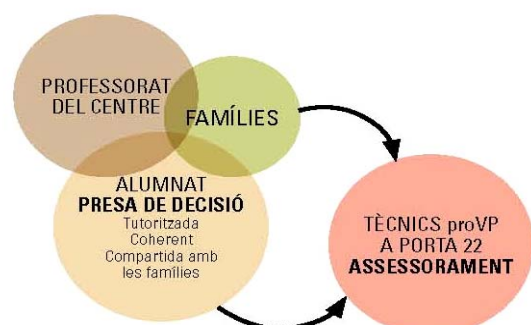 PROFESSORAT
DEL CENTRE
FAMÍLIES
ALUMNAT
PRESA DE DECISIÓ
Tutoritzada
Coherent
Compartida amb
les famílies
TÈCNICS proVP
A PORTA 22
ASSESSORAMENT